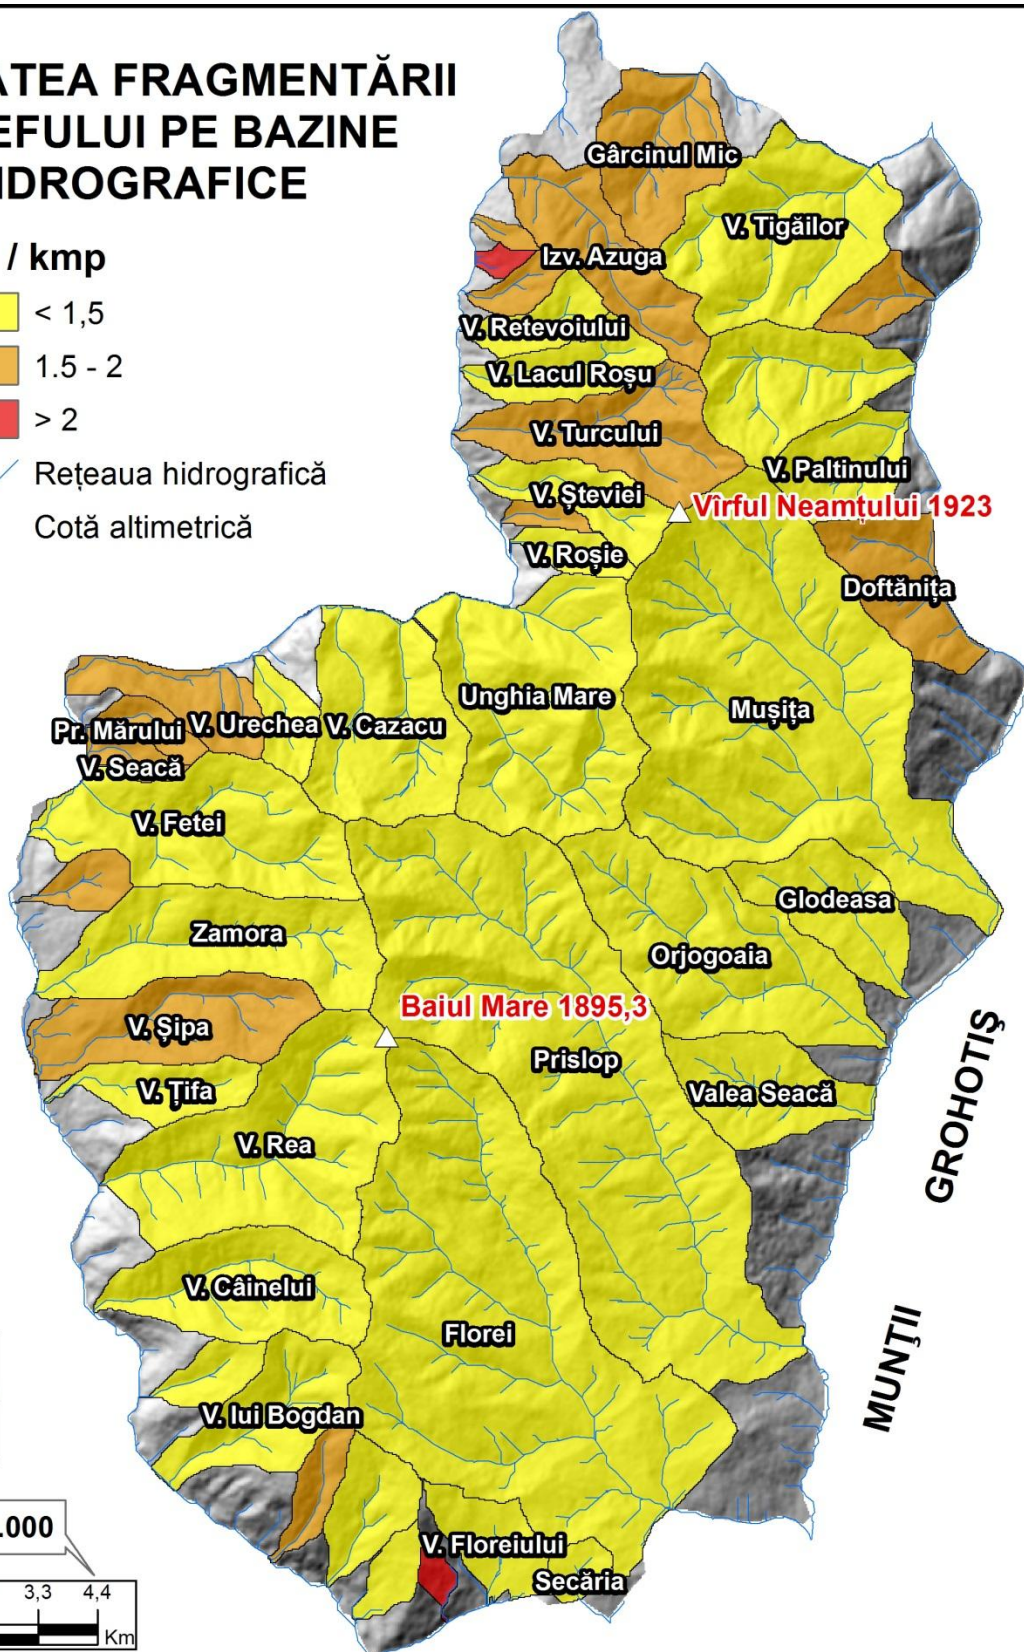 ATEA FRAGMENTĂRII
EFULUI PE BAZINE
IDROGRAFICE
/ kmp
< 1,5
1.5 - 2
> 2
Rețeaua hidrografică
Cotă altimetrică
Gârcinul Mic
V. Tigăilor
Izv. Azuga
V. Retevoiului
V. Lacul Roșu
V. Turcului
V. Paltinului
V. Șteviei
Vîrful Neamțului 1923
V. Roșie
Doftănița
Unghia Mare
Mușița
Pr. Mărului
V. Urechea
V. Cazacu
V. Seacă
V. Fetei
Glodeasa
Zamora
Orjogoaia
Baiul Mare 1895,3
V. Șipa
Prislop
V. Țifa
Valea Seacă
V. Rea
MUNŢII GROHOTIŞ
V. Câinelui
Florei
V. lui Bogdan
V. Floreiului
Secăria
.000
3,3 4,4
Km